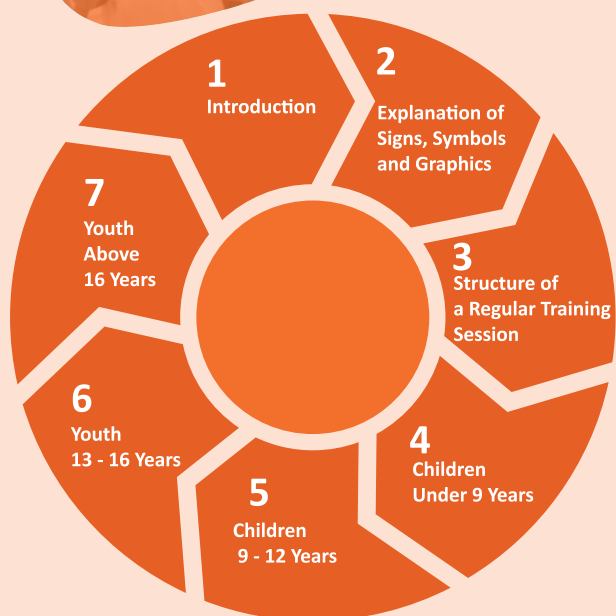 1
Introduction
2
Explanation of
Signs, Symbols
and Graphics
3
Structure of
a Regular Training
Session
4
Children
Under 9 Years
5
Children
9 - 12 Years
6
Youth
13 - 16 Years
7
Youth
Above
16 Years